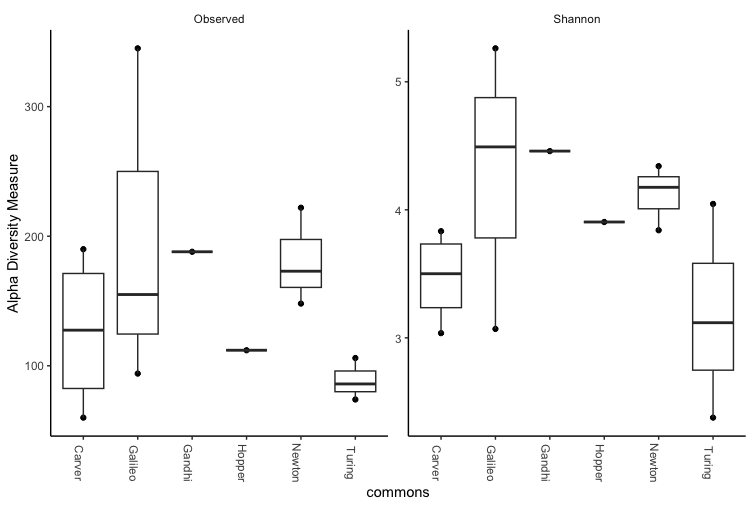 Observed
Shannon
Alpha Diversity Measure
300
200
100
5
4
3
Carver
Galileo
Gandhi
Hopper
Newton
Turing
Carver
Galileo
Gandhi
Hopper
Newton
Turing
commons